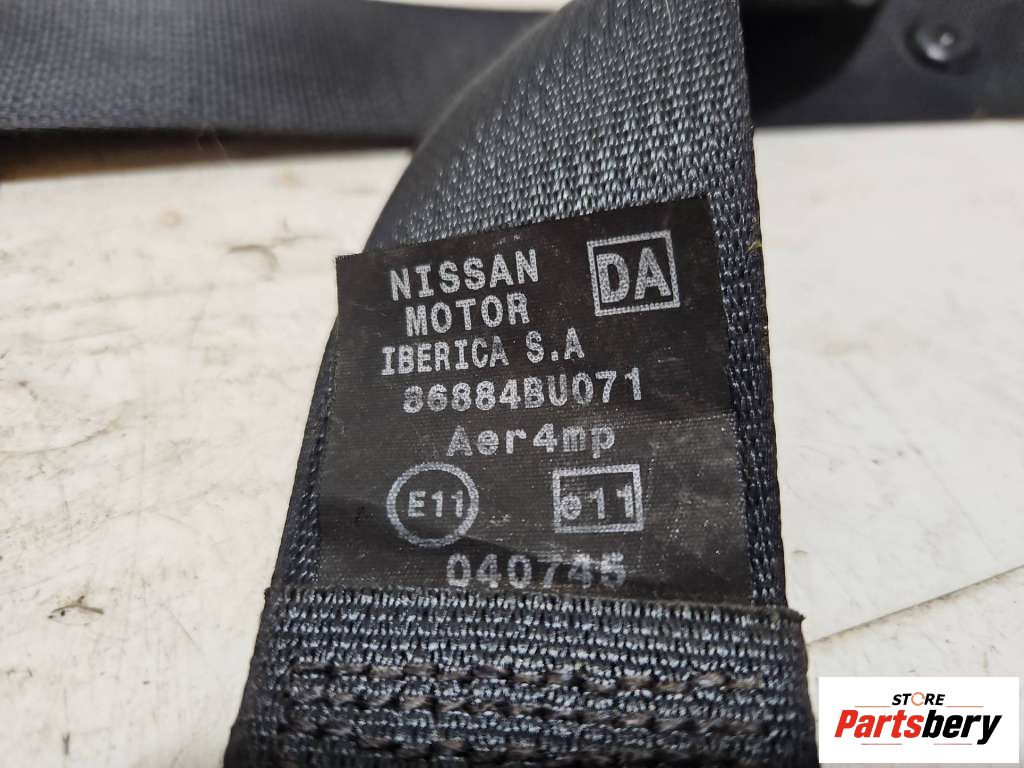 NISSAN
MOTOR
DA
IBERICA S.A
86884BU071
Aer4mp
E11 e11
040745
STORE
Partsbery